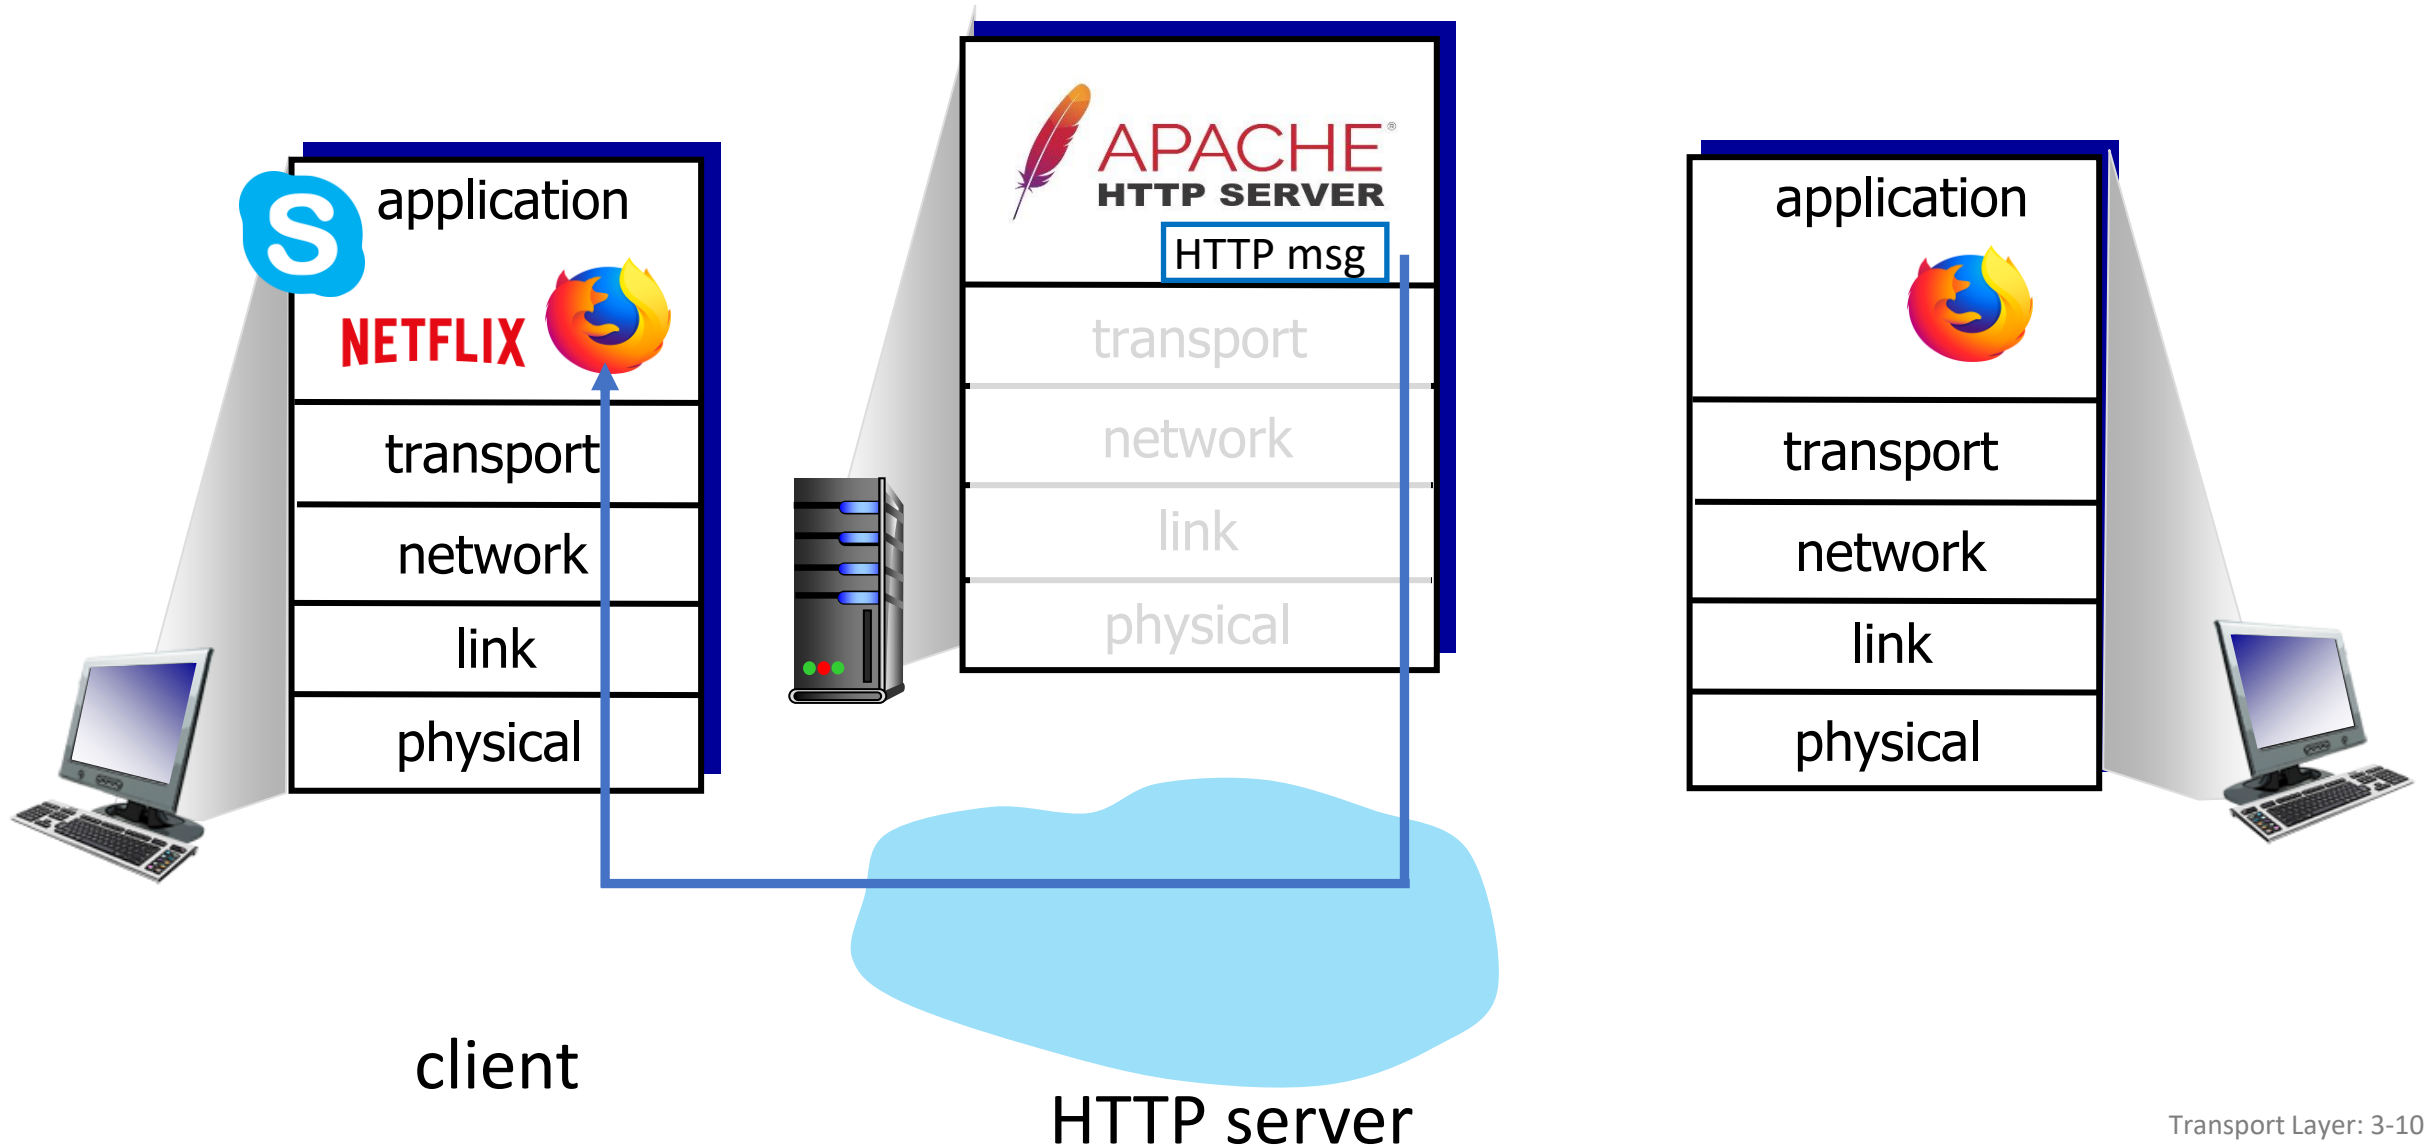 application
NETFLIX
transport
network
link
physical
client
APACHE®
HTTP SERVER
HTTP msg
transport
network
link
physical
HTTP server
application
transport
network
link
physical
Transport Layer: 3-10